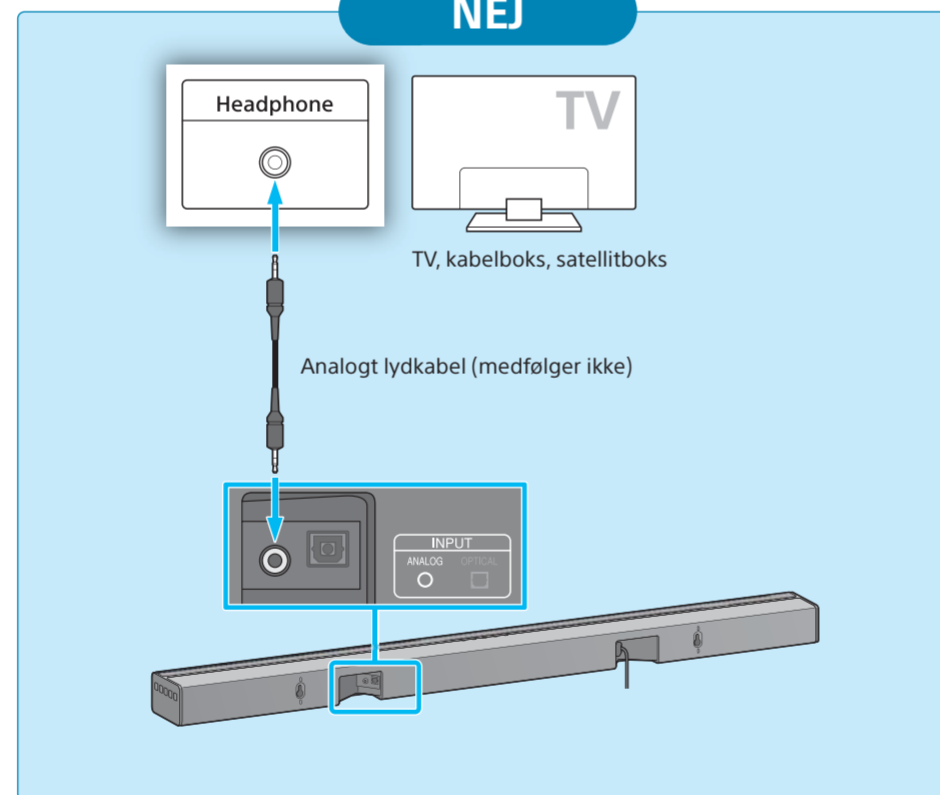 NEJ
Headphone
TV
TV, kabelboks, satellitboks
Analogt lydkabel (medfølger ikke)
INPUT
ANALOG OPTICAL